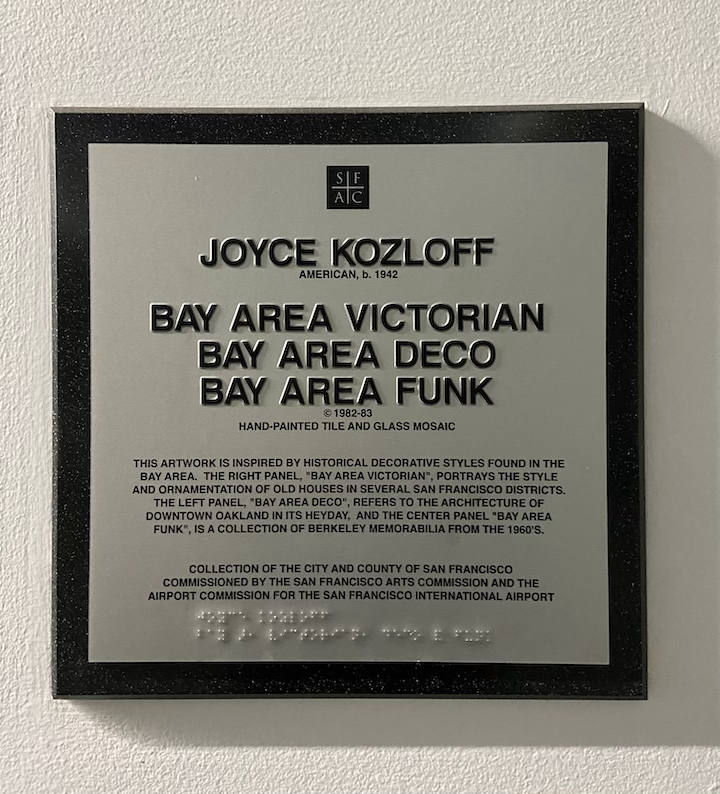 SF
AC
JOYCE KOZLOFF
AMERICAN, b. 1942
BAY AREA VICTORIAN
BAY AREA DECO
BAY AREA FUNK
© 1982-83
HAND-PAINTED TILE AND GLASS MOSAIC
THIS ARTWORK IS INSPIRED BY HISTORICAL DECORATIVE STYLES FOUND IN THE
BAY AREA. THE RIGHT PANEL, "BAY AREA VICTORIAN", PORTRAYS THE STYLE
AND ORNAMENTATION OF OLD HOUSES IN SEVERAL SAN FRANCISCO DISTRICTS.
THE LEFT PANEL, "BAY AREA DECO", REFERS TO THE ARCHITECTURE OF
DOWNTOWN OAKLAND IN ITS HEYDAY. AND THE CENTER PANEL "BAY AREA
FUNK", IS A COLLECTION OF BERKELEY MEMORABILIA FROM THE 1960'S.
COLLECTION OF THE CITY AND COUNTY OF SAN FRANCISCO
COMMISSIONED BY THE SAN FRANCISCO ARTS COMMISSION AND THE
AIRPORT COMMISSION FOR THE SAN FRANCISCO INTERNATIONAL AIRPORT